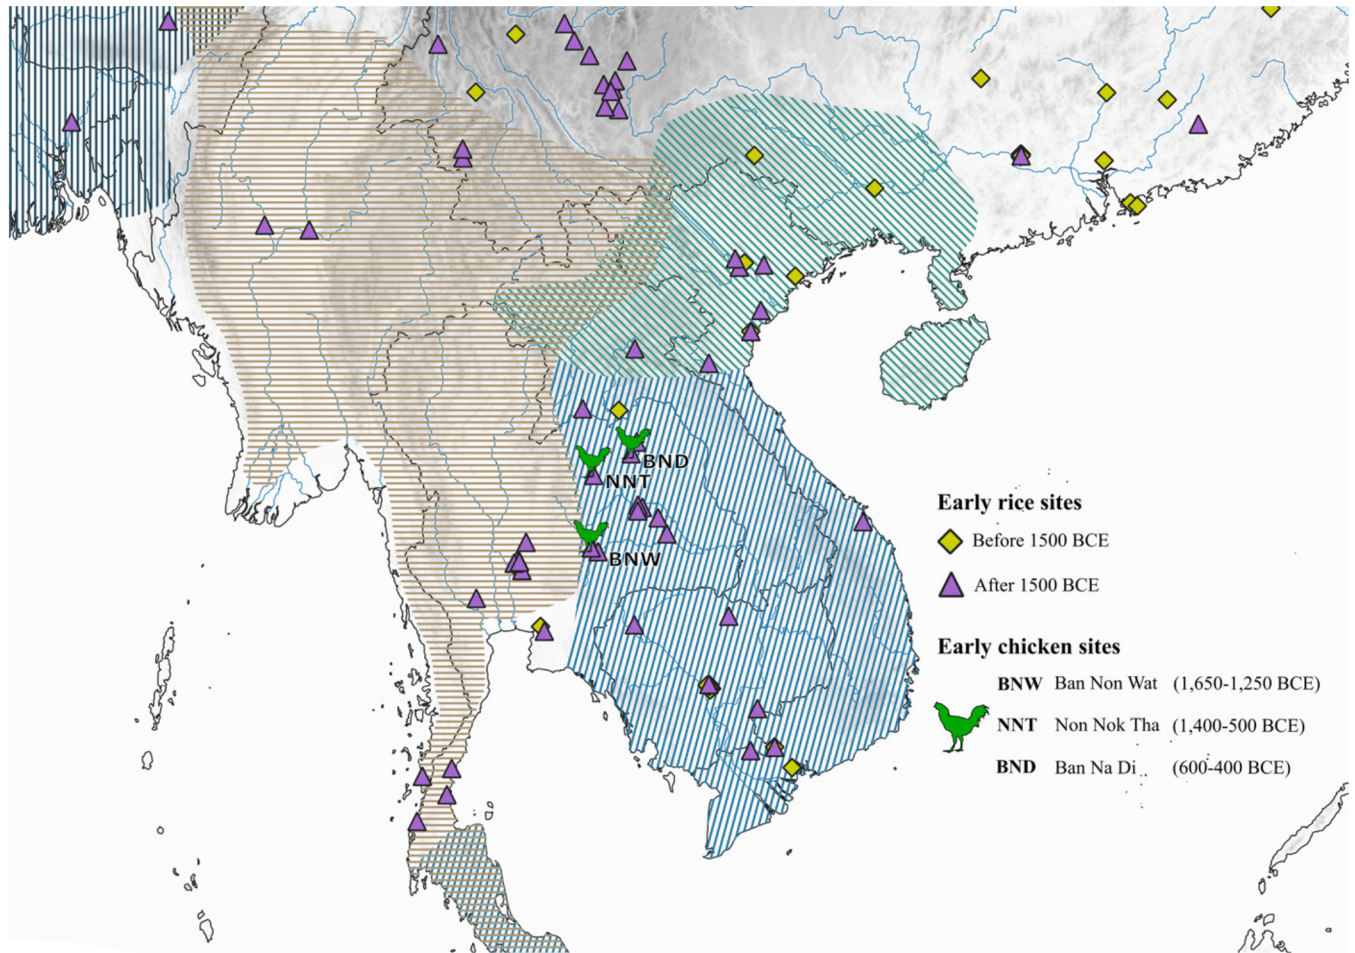 BND
NNT
BNW
Early rice sites
Before 1500 BCE
After 1500 BCE
Early chicken sites
BNW Ban Non Wat (1,650-1,250 BCE)
NNT Non Nok Tha (1,400-500 BCE)
BND Ban Na Di (600-400 BCE)